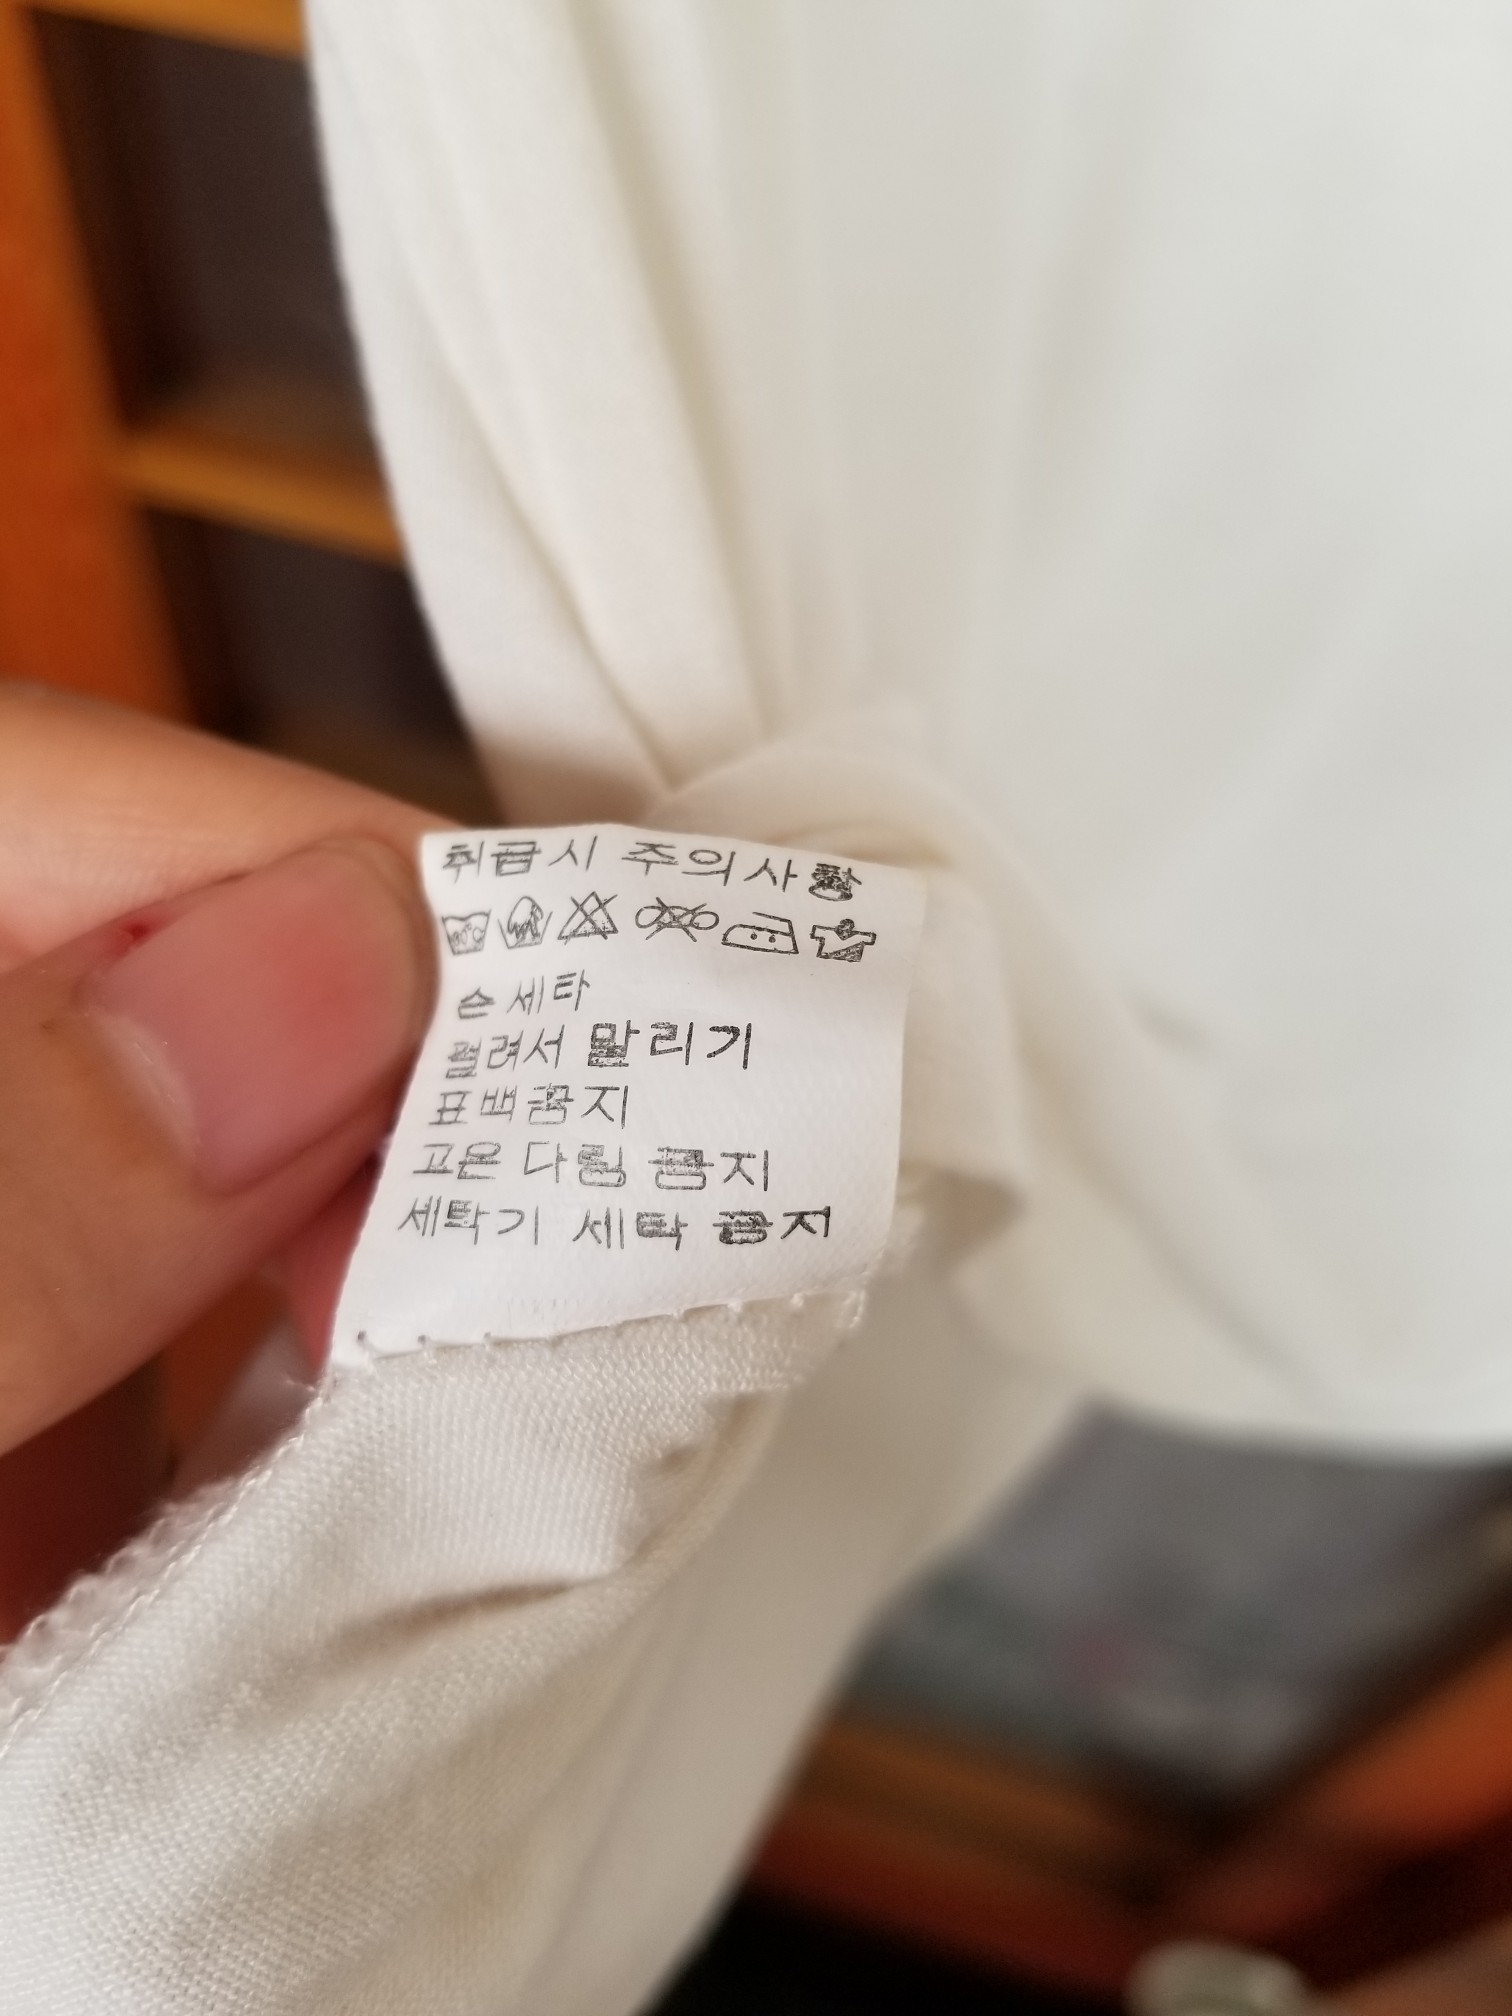 취급시 주의사항
손세탁
눌려서 말리기
표백금지
고온 다림 금지
세탁기 세탁 금지